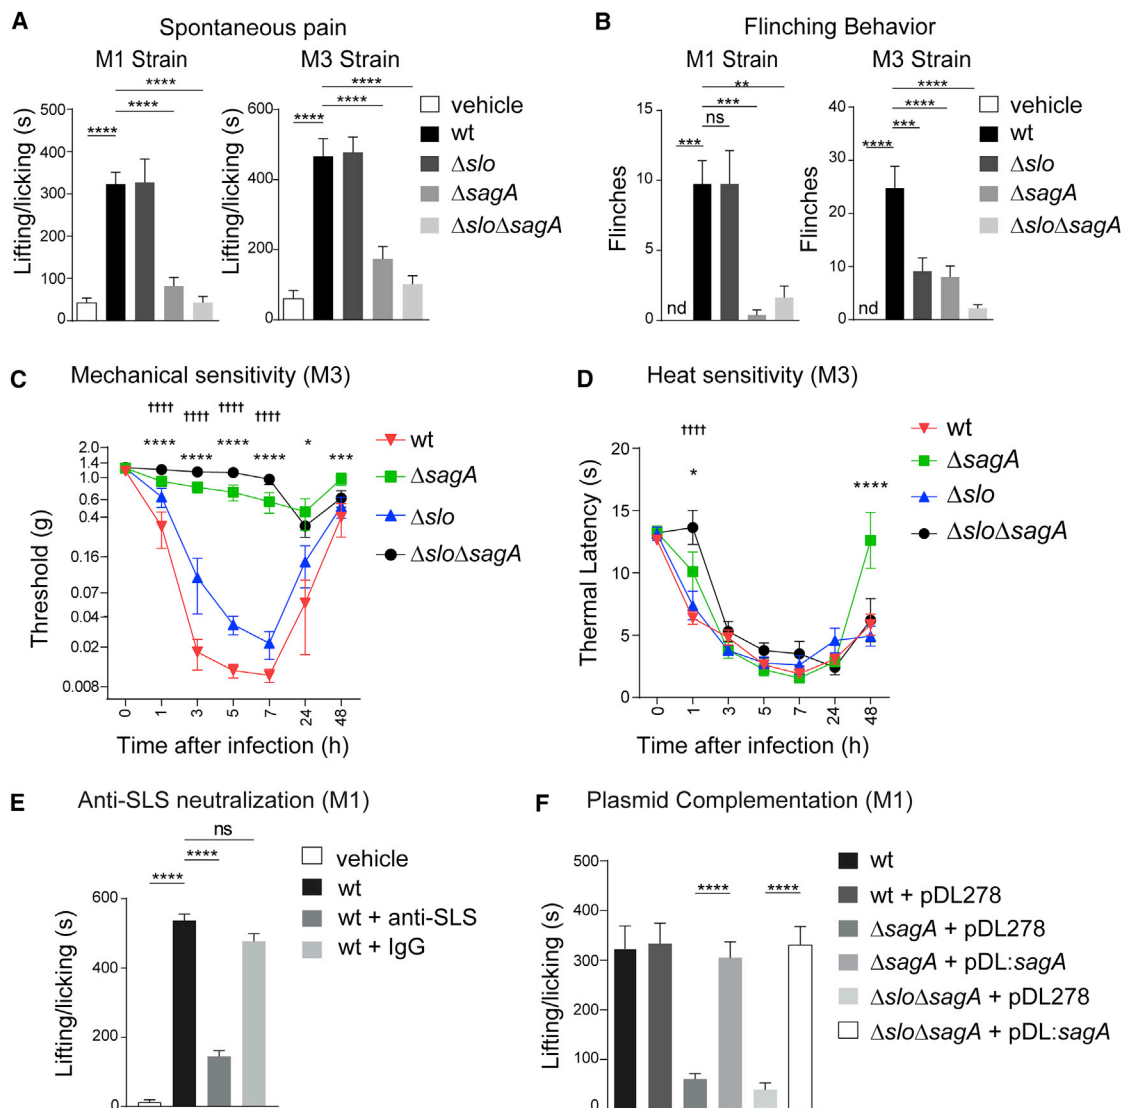 A
Spontaneous pain
M1 Strain
M3 Strain
****
****
****
****
****
****
Lifting/licking (s)
500
400
300
200
100
0
Lifting/licking (s)
600
400
200
0
vehicle
wt
Δslo
ΔsagA
ΔsloΔsagA
B
Flinching Behavior
M1 Strain
M3 Strain
**
***
ns
***
****
****
***
****
Flinches
15
10
5
0
nd
Flinches
40
30
20
10
0
nd
vehicle
wt
Δslo
ΔsagA
ΔsloΔsagA
C
Mechanical sensitivity (M3)
†††† †††† †††† ††††
**** **** **** **** * ***
Threshold (g)
2.0
1.4
1.0
0.6
0.4
0.16
0.07
0.04
0.02
0.008
0 1 3 5 7 24 48
Time after infection (h)
wt
ΔsagA
Δslo
ΔsloΔsagA
D
Heat sensitivity (M3)
††††
*
****
Thermal Latency (s)
20
15
10
5
0
0 1 3 5 7 24 48
Time after infection (h)
wt
ΔsagA
Δslo
ΔsloΔsagA
E
Anti-SLS neutralization (M1)
ns
****
****
Lifting/licking (s)
600
400
200
0
vehicle
wt
wt + anti-SLS
wt + IgG
F
Plasmid Complementation (M1)
**** ****
Lifting/licking (s)
500
400
300
200
100
0
wt
wt + pDL278
ΔsagA + pDL278
ΔsagA + pDL:sagA
ΔsloΔsagA + pDL278
ΔsloΔsagA + pDL:sagA